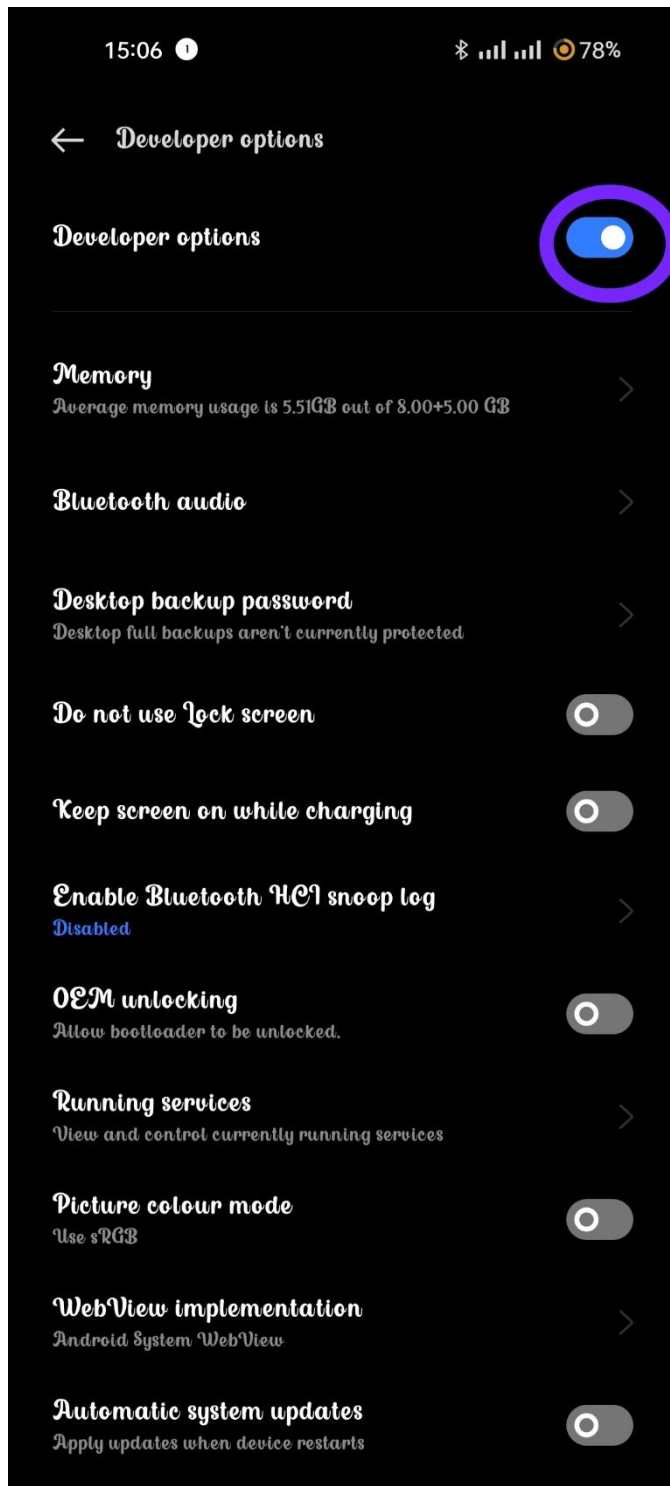 15:06 1 78%
Developer options
Developer options
Memory
Average memory usage is 5.51GB out of 8.00+5.00 GB
Bluetooth audio
Desktop backup password
Desktop full backups aren't currently protected
Do not use Lock screen
Keep screen on while charging
Enable Bluetooth HCI snoop log
Disabled
OEM unlocking
Allow bootloader to be unlocked.
Running services
View and control currently running services
Picture colour mode
Use sRGB
WebView implementation
Android System WebView
Automatic system updates
Apply updates when device restarts